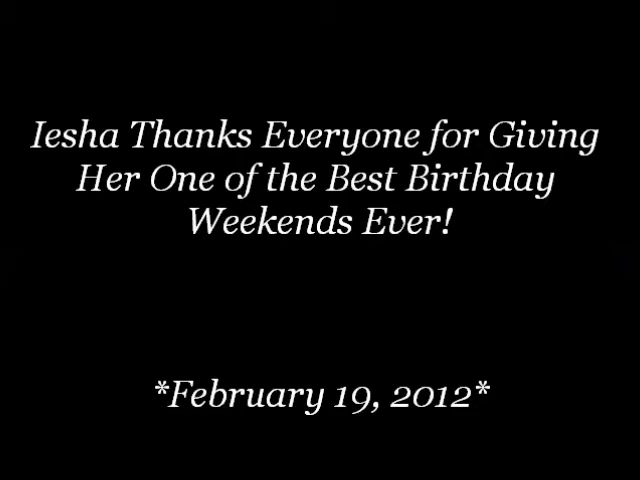 Iesha Thanks Everyone for Giving
Her One of the Best Birthday
Weekends Ever!
*February 19, 2012*